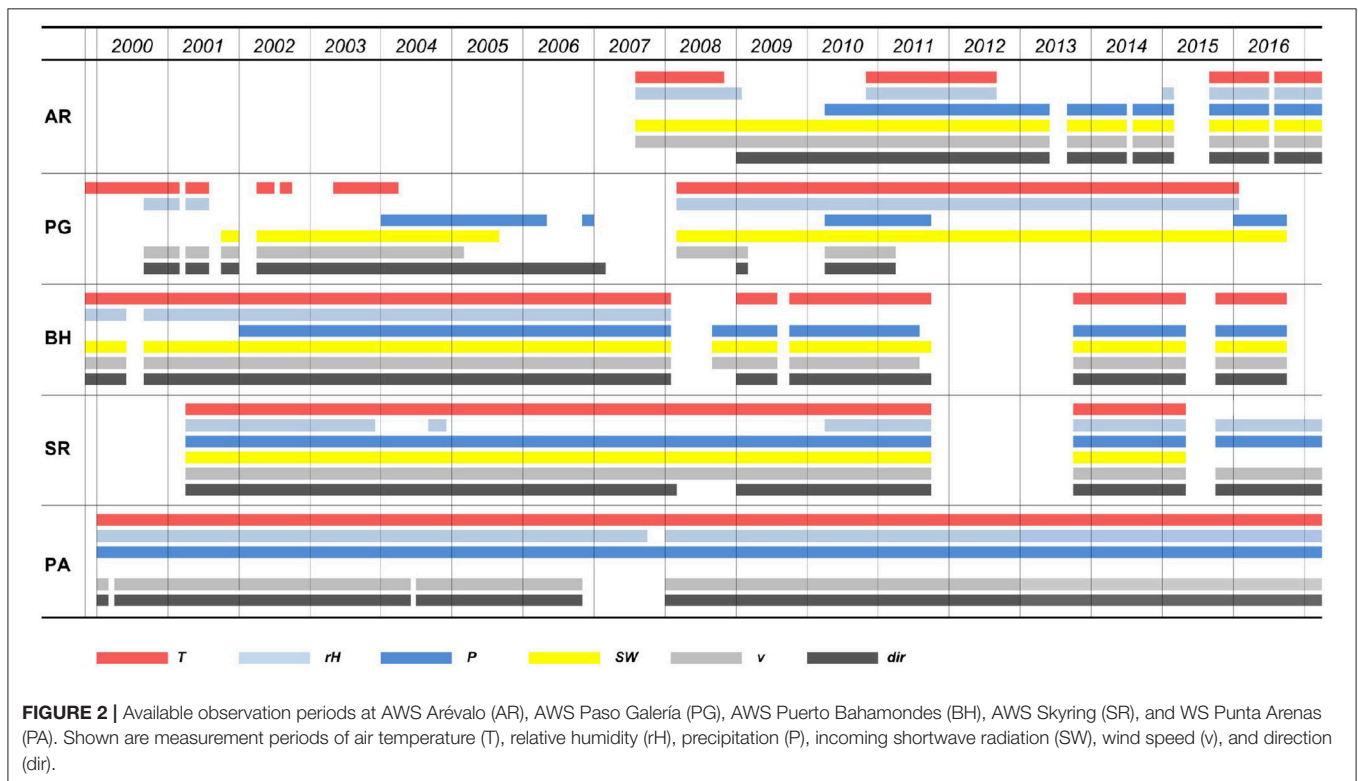 2000 2001 2002 2003 2004 2005 2006 2007 2008 2009 2010 2011 2012 2013 2014 2015 2016
AR
PG
BH
SR
PA
T rH P SW v dir
FIGURE 2 | Available observation periods at AWS Arévalo (AR), AWS Paso Galería (PG), AWS Puerto Bahamondes (BH), AWS Skyring (SR), and WS Punta Arenas
(PA). Shown are measurement periods of air temperature (T), relative humidity (rH), precipitation (P), incoming shortwave radiation (SW), wind speed (v), and direction
(dir).